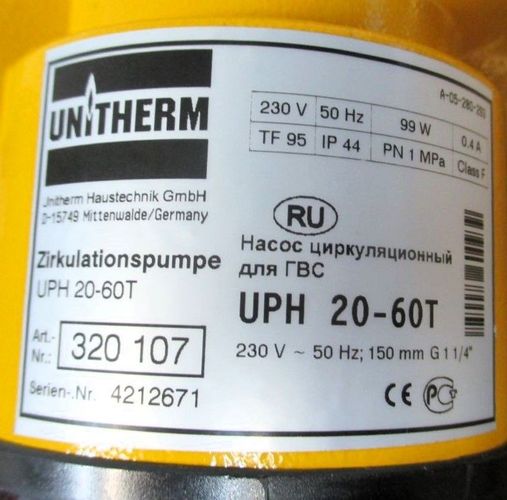 UNITHERM
Unitherm Haustechnik GmbH
D-15749 Mittenwalde/Germany
Zirkulationspumpe
UPH 20-60T
Art.-
Nr.:
320 107
Serien-.Nr. 4212671
A-05-280-280
230 V 50 Hz 99 W 0.4 A
TF 95 IP 44 PN 1 MPa Class F
RU
Насос циркуляционный
для ГВС
UPH 20-60T
230 V ~ 50 Hz; 150 mm G 1 1/4"
CE PC